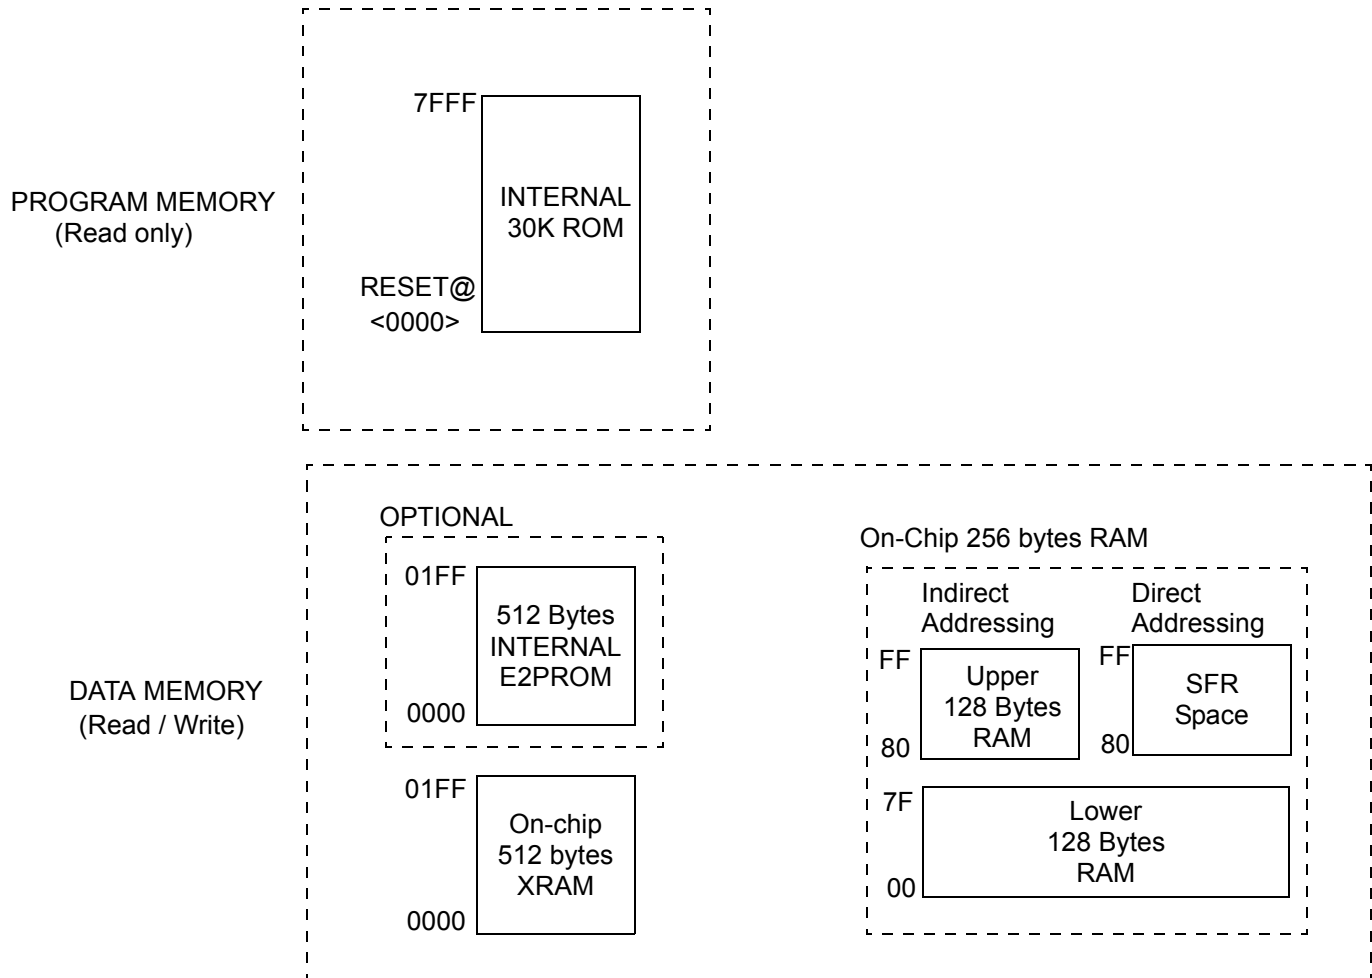 7FFF
PROGRAM MEMORY
(Read only)
INTERNAL
30K ROM
RESET@
<0000>
OPTIONAL
01FF
512 Bytes
INTERNAL
E2PROM
0000
DATA MEMORY
(Read / Write)
01FF
On-chip
512 bytes
XRAM
0000
On-Chip 256 bytes RAM
Indirect
Addressing
FF
Upper
128 Bytes
RAM
80
Direct
Addressing
FF
SFR
Space
80
7F
Lower
128 Bytes
RAM
00